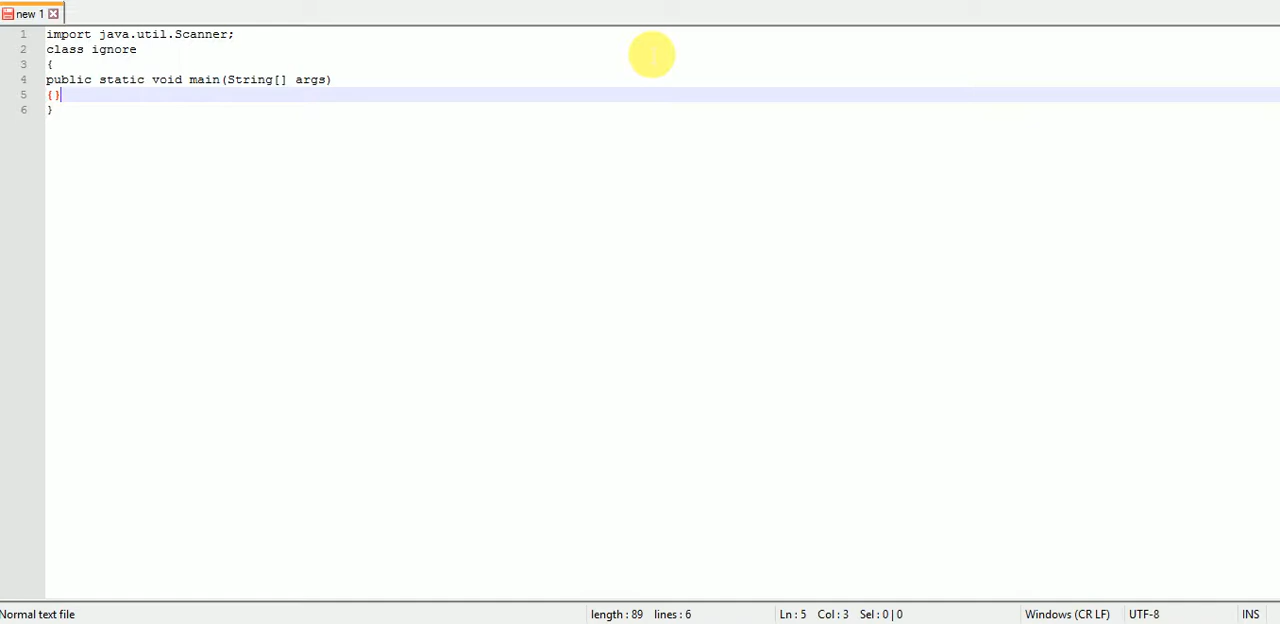 new 1
1 import java.util.Scanner;
2 class ignore
3 {
4 public static void main(String[] args)
5 {}
6 }
Normal text file length : 89 lines : 6 Ln : 5 Col : 3 Sel : 0 | 0 Windows (CR LF) UTF-8 INS